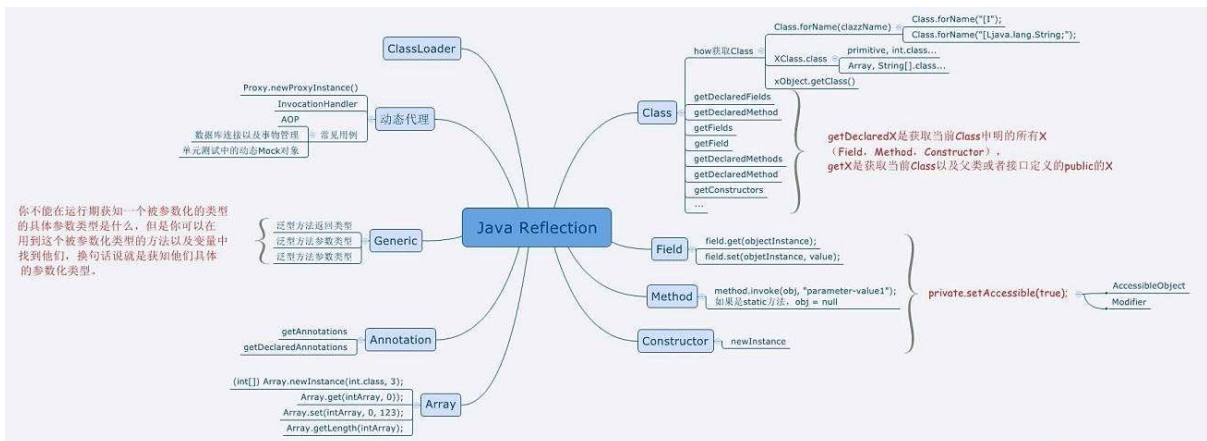 Java Reflection
Class
how获取Class
Class.forName(clazzName)
Class.forName("[I");
Class.forName("[Ljava.lang.String;");
XClass.class
primitive, int.class...
Array, String[].class...
xObject.getClass()
getDeclaredFields
getDeclaredMethod
getFields
getField
getDeclaredMethods
getDeclaredMethod
getConstructors
...
getDeclaredX是获取当前Class申明的所有X
（Field，Method，Constructor），
getX是获取当前Class以及父类或者接口定义的public的X
Field
field.get(objectInstance);
field.set(objetInstance, value);
Method
method.invoke(obj, "parameter-value1");
如果是static方法，obj = null
Constructor
newInstance
private.setAccessible(true);
AccessibleObject
Modifier
ClassLoader
动态代理
Proxy.newProxyInstance()
InvocationHandler
AOP
常见用例
数据库连接以及事物管理
单元测试中的动态Mock对象
Generic
泛型方法返回类型
泛型方法参数类型
泛型方法参数类型
你不能在运行期获知一个被参数化的类型
的具体参数类型是什么，但是你可以在
用到这个被参数化类型的方法以及变量中
找到他们，换句话说就是获知他们具体
的参数化类型。
Annotation
getAnnotations
getDeclaredAnnotations
Array
(int[]) Array.newInstance(int.class, 3);
Array.get(intArray, 0));
Array.set(intArray, 0, 123);
Array.getLength(intArray);